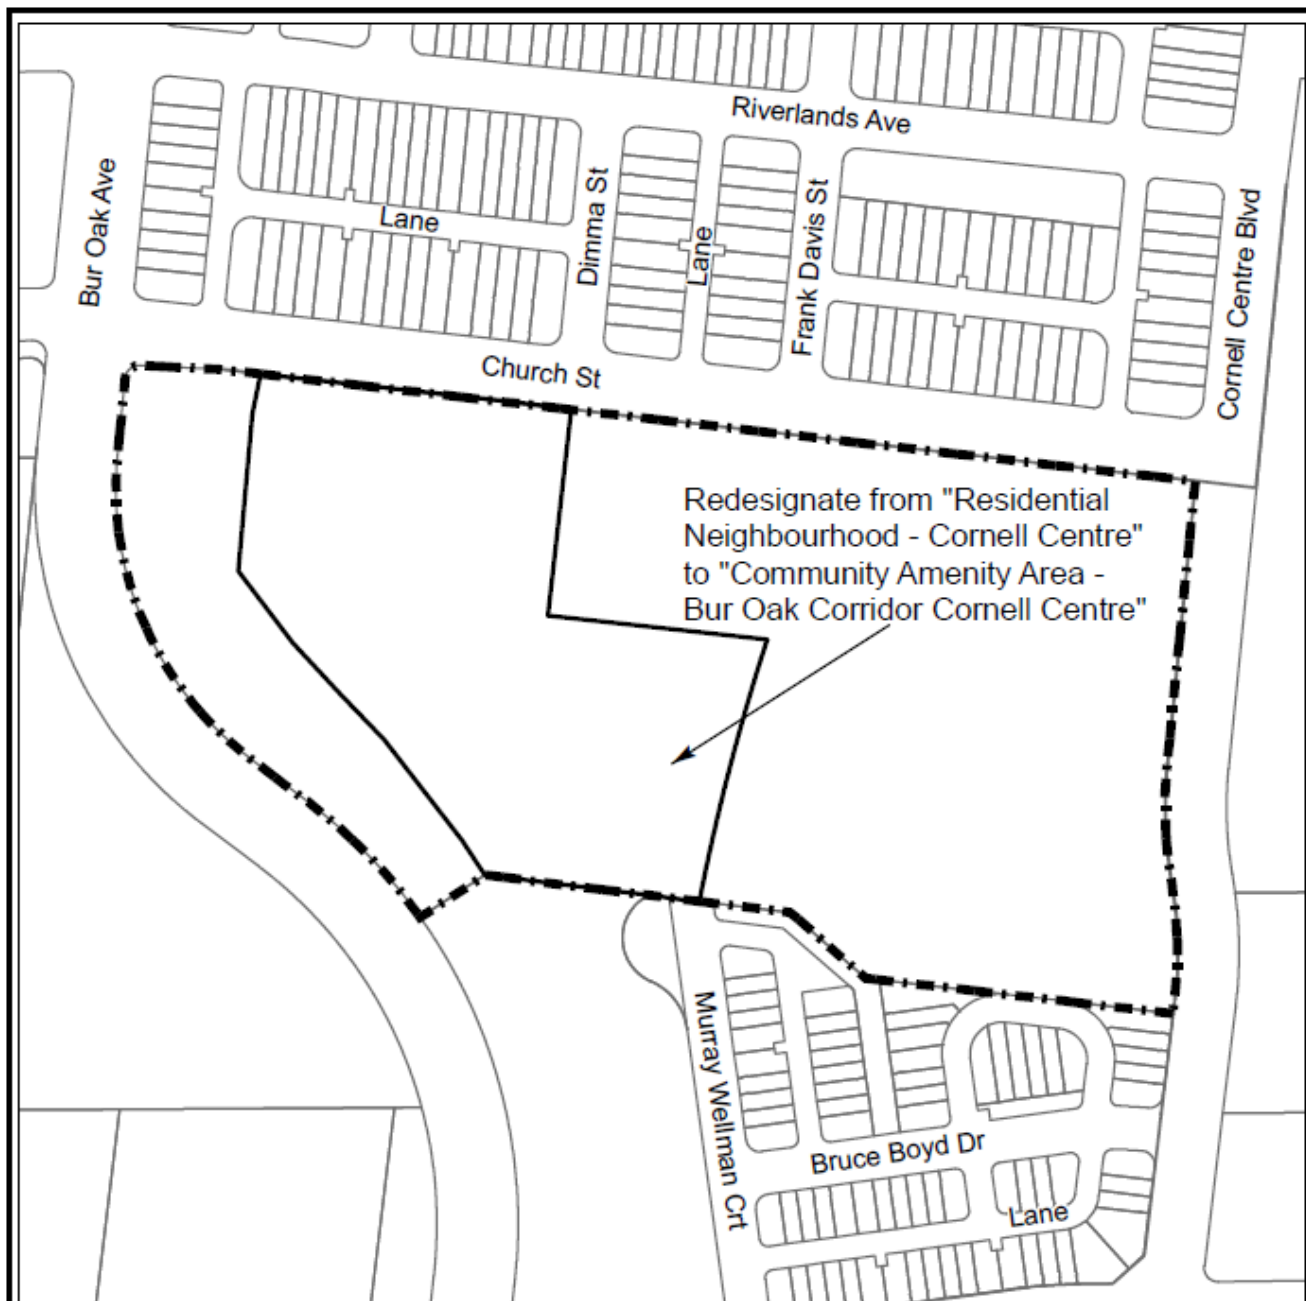 Riverlands Ave
Bur Oak Ave
Lane
Dimma St
Lane
Frank Davis St
Cornell Centre Blvd
Church St
Redesignate from "Residential
Neighbourhood - Cornell Centre"
to "Community Amenity Area -
Bur Oak Corridor Cornell Centre"
Murray Wellman Crt
Bruce Boyd Dr
Lane